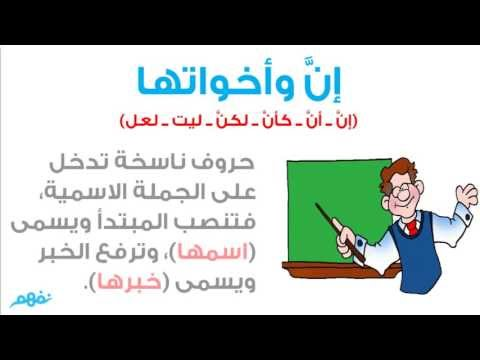 إنَّ وأخواتها
(إنَّ ـ أنَّ ـ كأنَّ ـ لكنَّ ـ ليت ـ لعل)
حروف ناسخة تدخل
على الجملة الاسمية،
فتنصب المبتدأ ويسمى
(اسمها)، وترفع الخبر
ويسمى (خبرها).
نفهم